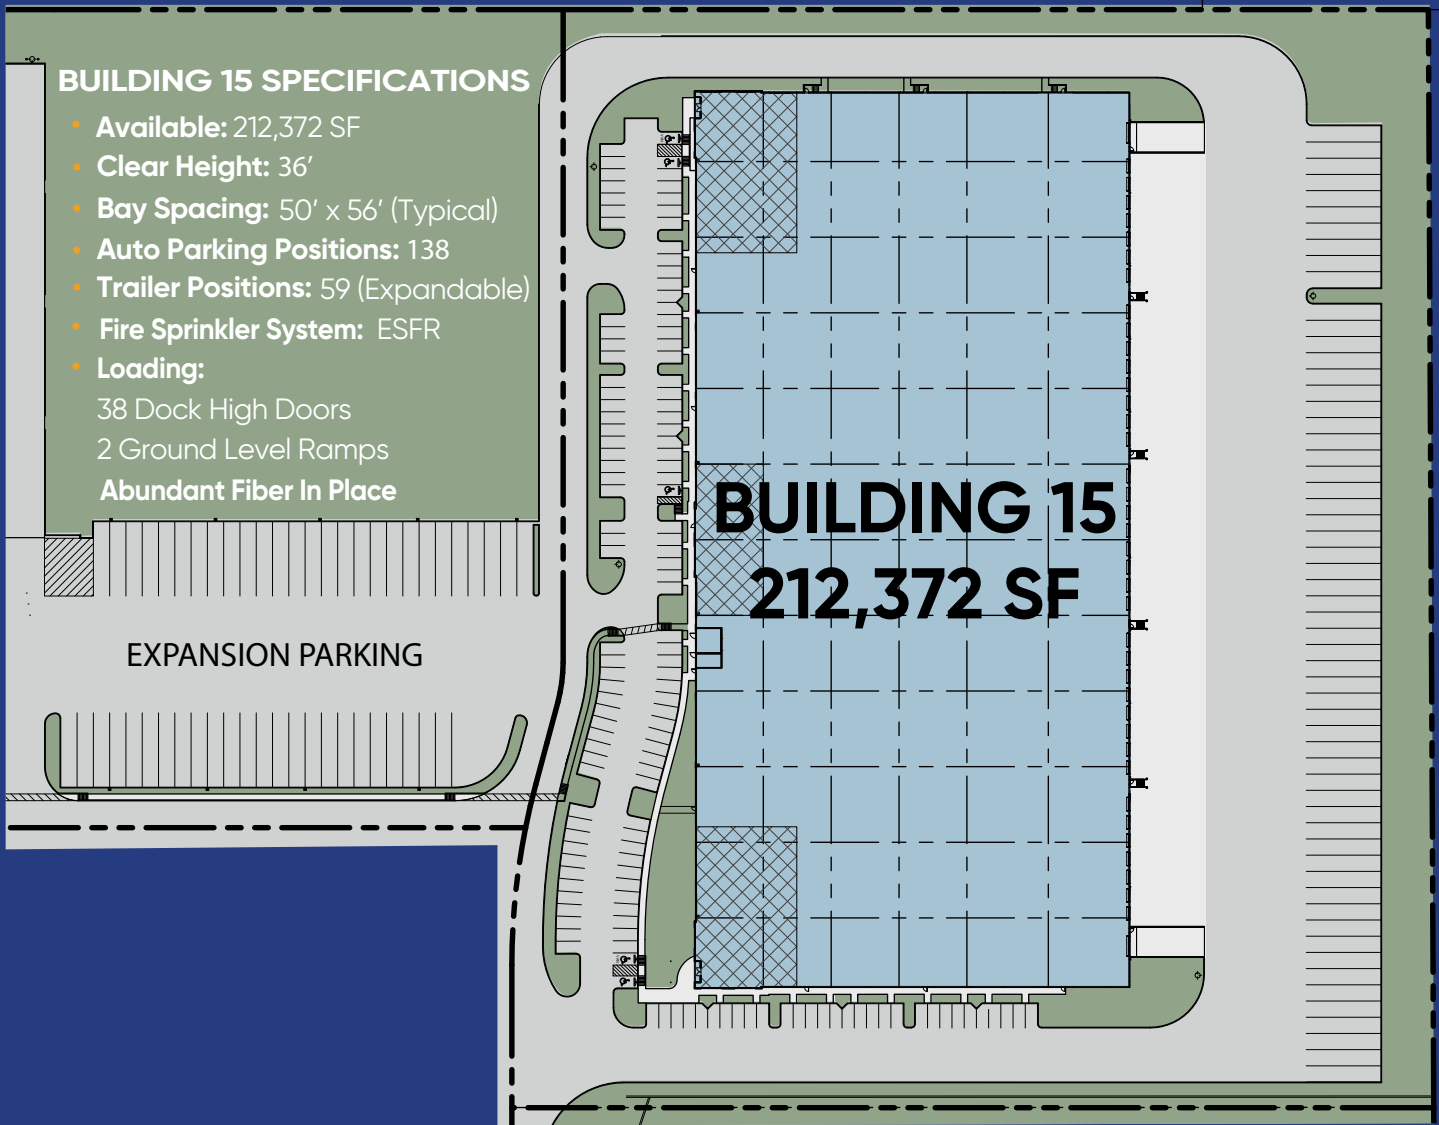 BUILDING 15 SPECIFICATIONS
• Available: 212,372 SF
• Clear Height: 36’
• Bay Spacing: 50’ x 56’ (Typical)
• Auto Parking Positions: 138
• Trailer Positions: 59 (Expandable)
• Fire Sprinkler System: ESFR
• Loading:
38 Dock High Doors
2 Ground Level Ramps
Abundant Fiber In Place
BUILDING 15
212,372 SF
EXPANSION PARKING